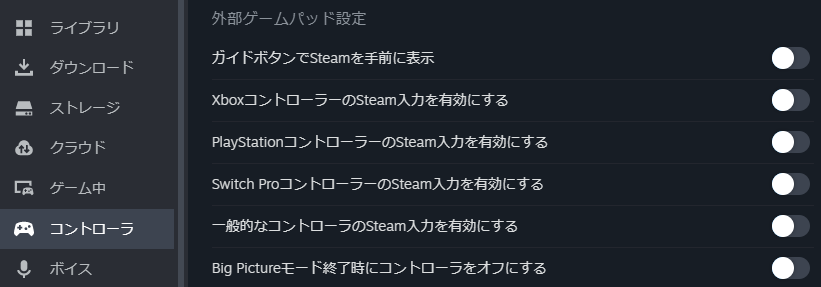 ライブラリ
ダウンロード
ストレージ
クラウド
ゲーム中
コントローラ
ボイス
外部ゲームパッド設定
ガイドボタンでSteamを手前に表示
XboxコントローラーのSteam入力を有効にする
PlayStationコントローラーのSteam入力を有効にする
Switch ProコントローラーのSteam入力を有効にする
一般的なコントローラのSteam入力を有効にする
Big Pictureモード終了時にコントローラをオフにする